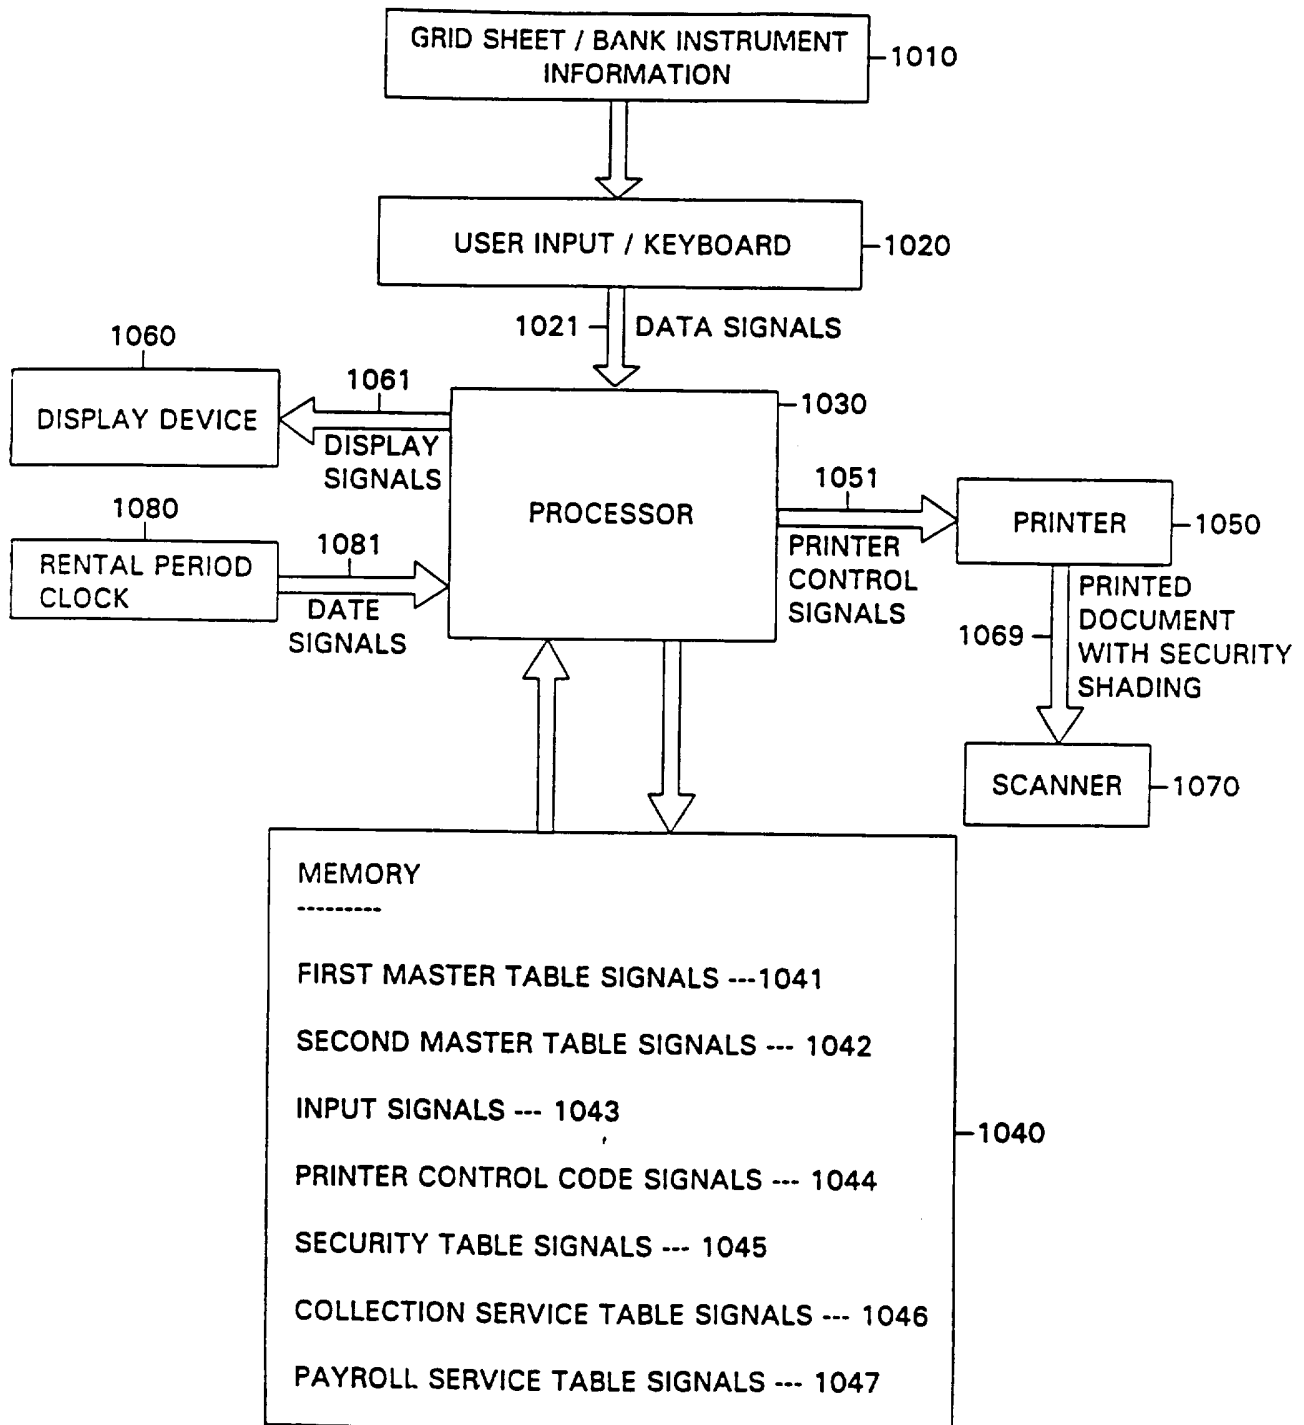 GRID SHEET / BANK INSTRUMENT
INFORMATION
1010
USER INPUT / KEYBOARD
1020
1021
DATA SIGNALS
1060
DISPLAY DEVICE
1061
DISPLAY
SIGNALS
1030
PROCESSOR
1080
RENTAL PERIOD
CLOCK
1081
DATE
SIGNALS
1051
PRINTER
CONTROL
SIGNALS
PRINTER
1050
1069
PRINTED
DOCUMENT
WITH SECURITY
SHADING
SCANNER
1070
MEMORY
---------
FIRST MASTER TABLE SIGNALS ---1041
SECOND MASTER TABLE SIGNALS --- 1042
INPUT SIGNALS --- 1043
PRINTER CONTROL CODE SIGNALS --- 1044
SECURITY TABLE SIGNALS --- 1045
COLLECTION SERVICE TABLE SIGNALS --- 1046
PAYROLL SERVICE TABLE SIGNALS --- 1047
1040